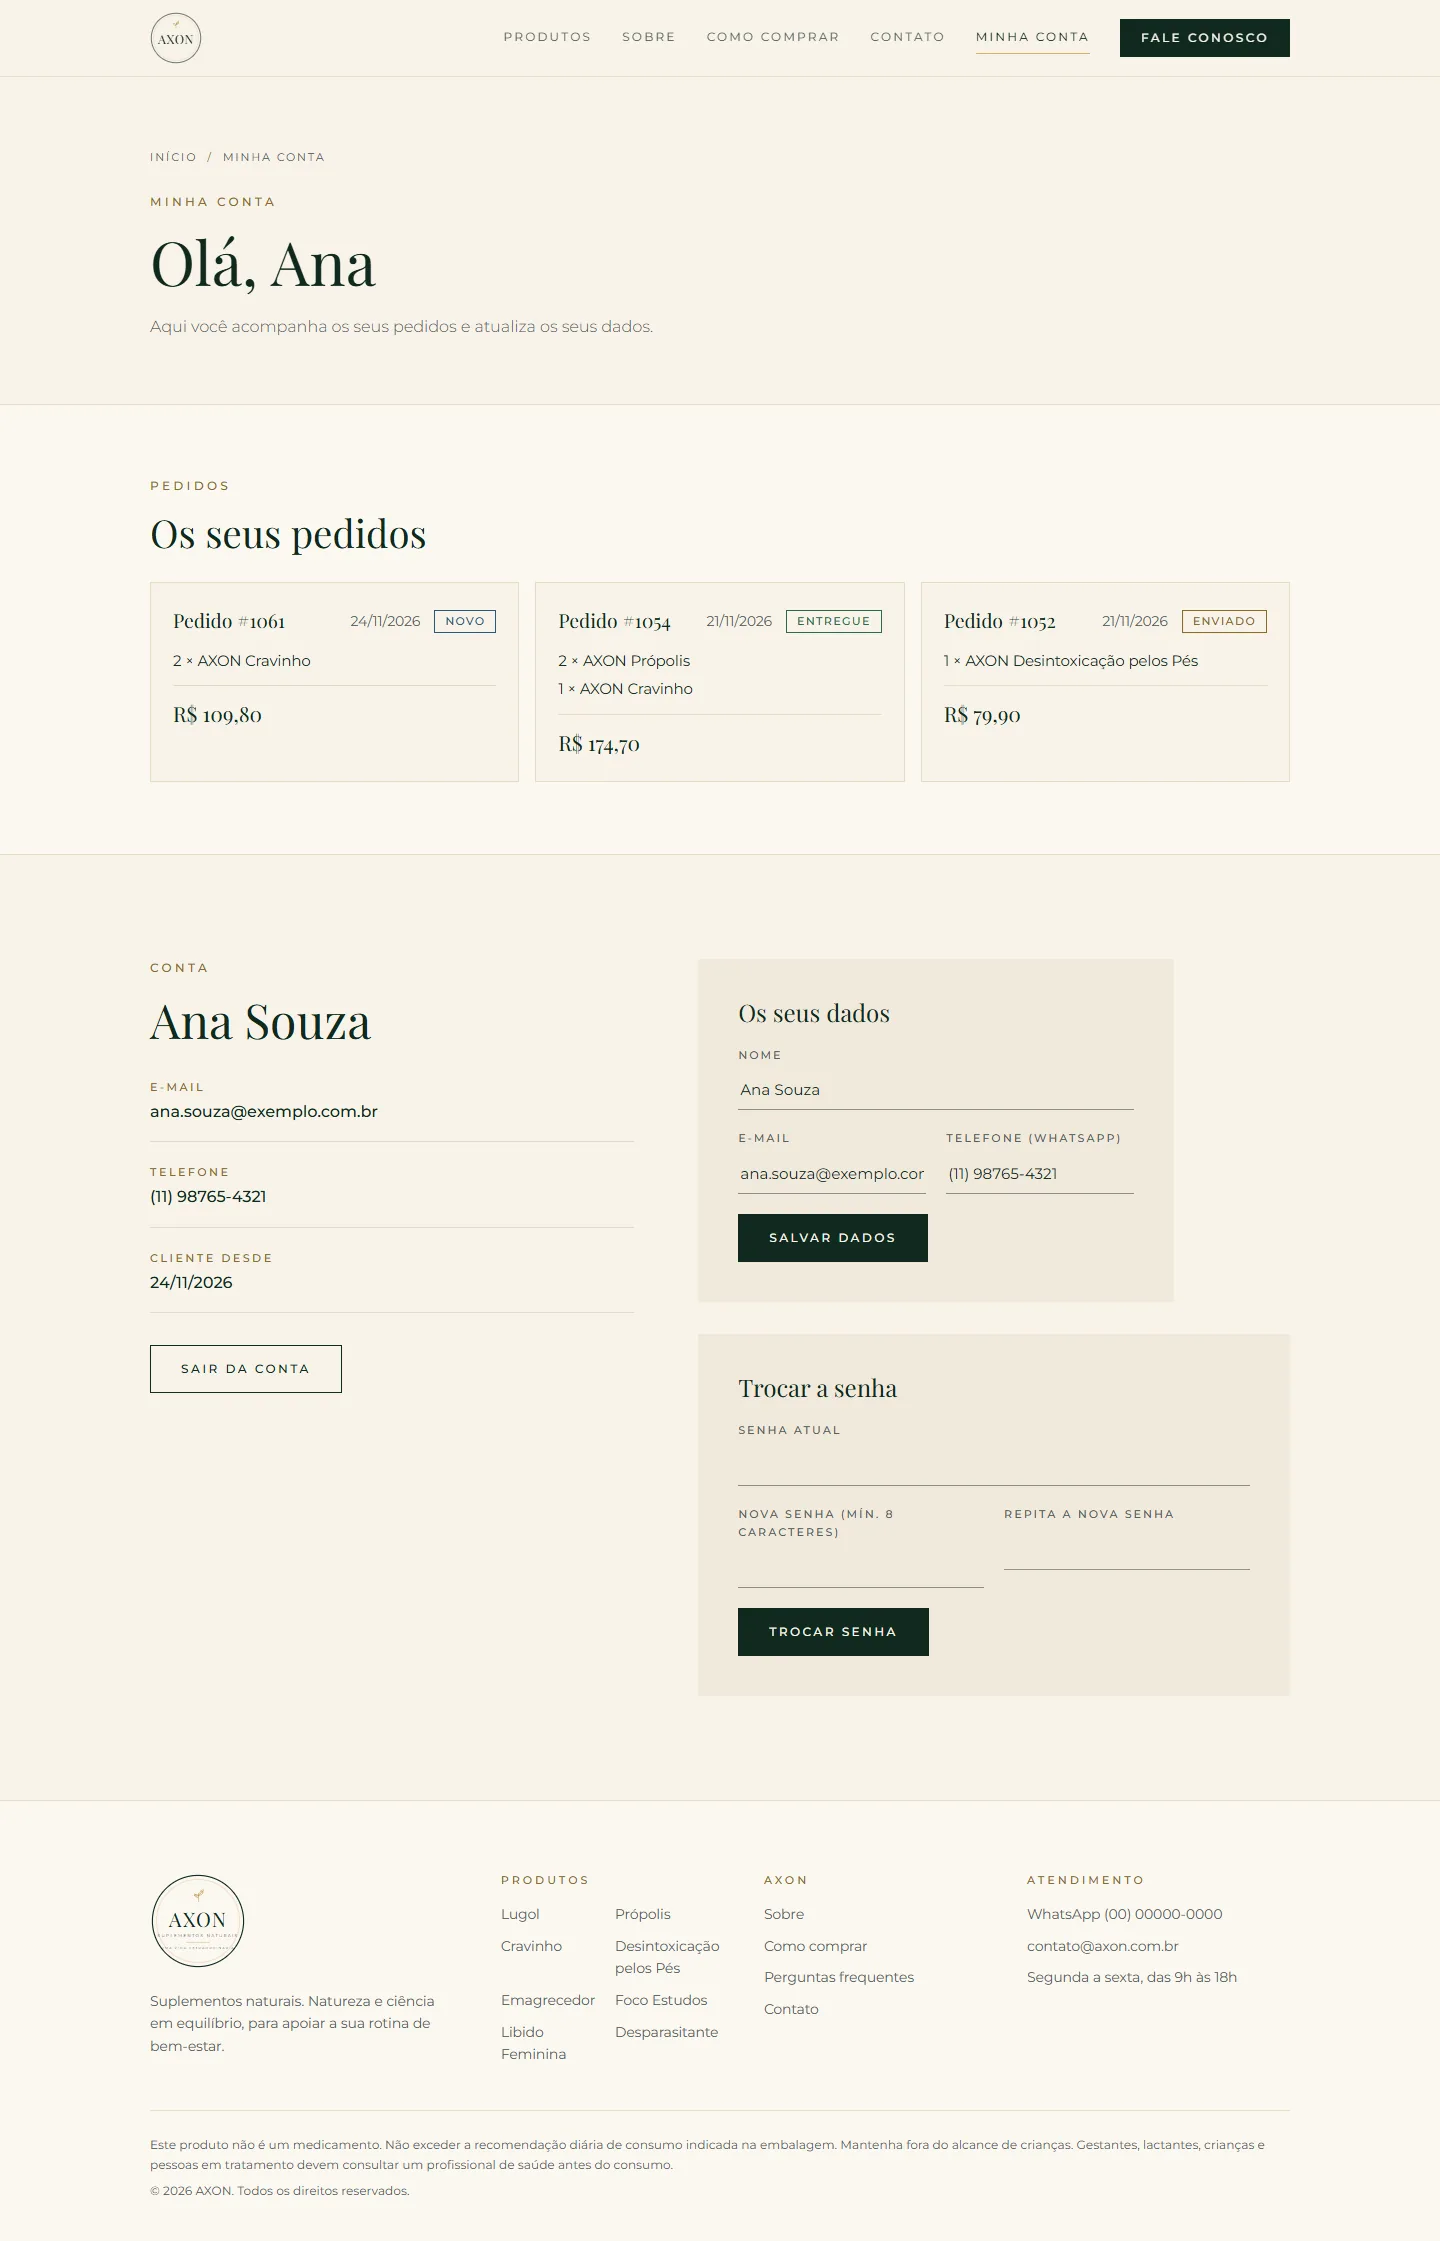 AXON
PRODUTOS SOBRE COMO COMPRAR CONTATO MINHA CONTA FALE CONOSCO
INÍCIO / MINHA CONTA
MINHA CONTA
Olá, Ana
Aqui você acompanha os seus pedidos e atualiza os seus dados.
PEDIDOS
Os seus pedidos
Pedido #1061 24/11/2026 NOVO
2 × AXON Cravinho
R$ 109,80
Pedido #1054 21/11/2026 ENTREGUE
2 × AXON Própolis
1 × AXON Cravinho
R$ 174,70
Pedido #1052 21/11/2026 ENVIADO
1 × AXON Desintoxicação pelos Pés
R$ 79,90
CONTA
Ana Souza
E-MAIL
ana.souza@exemplo.com.br
TELEFONE
(11) 98765-4321
CLIENTE DESDE
24/11/2026
SAIR DA CONTA
Os seus dados
NOME
Ana Souza
E-MAIL
ana.souza@exemplo.cor
TELEFONE (WHATSAPP)
(11) 98765-4321
SALVAR DADOS
Trocar a senha
SENHA ATUAL
NOVA SENHA (MÍN. 8
CARACTERES)
REPITA A NOVA SENHA
TROCAR SENHA
AXON
SUPLEMENTOS NATURAIS
Suplementos naturais. Natureza e ciência
em equilíbrio, para apoiar a sua rotina de
bem-estar.
PRODUTOS
Lugol
Própolis
Cravinho
Desintoxicação
pelos Pés
Emagrecedor
Foco Estudos
Libido
Feminina
Desparasitante
AXON
Sobre
Como comprar
Perguntas frequentes
Contato
ATENDIMENTO
WhatsApp (00) 00000-0000
contato@axon.com.br
Segunda a sexta, das 9h às 18h
Este produto não é um medicamento. Não exceder a recomendação diária de consumo indicada na embalagem. Mantenha fora do alcance de crianças. Gestantes, lactantes, crianças e
pessoas em tratamento devem consultar um profissional de saúde antes do consumo.
© 2026 AXON. Todos os direitos reservados.